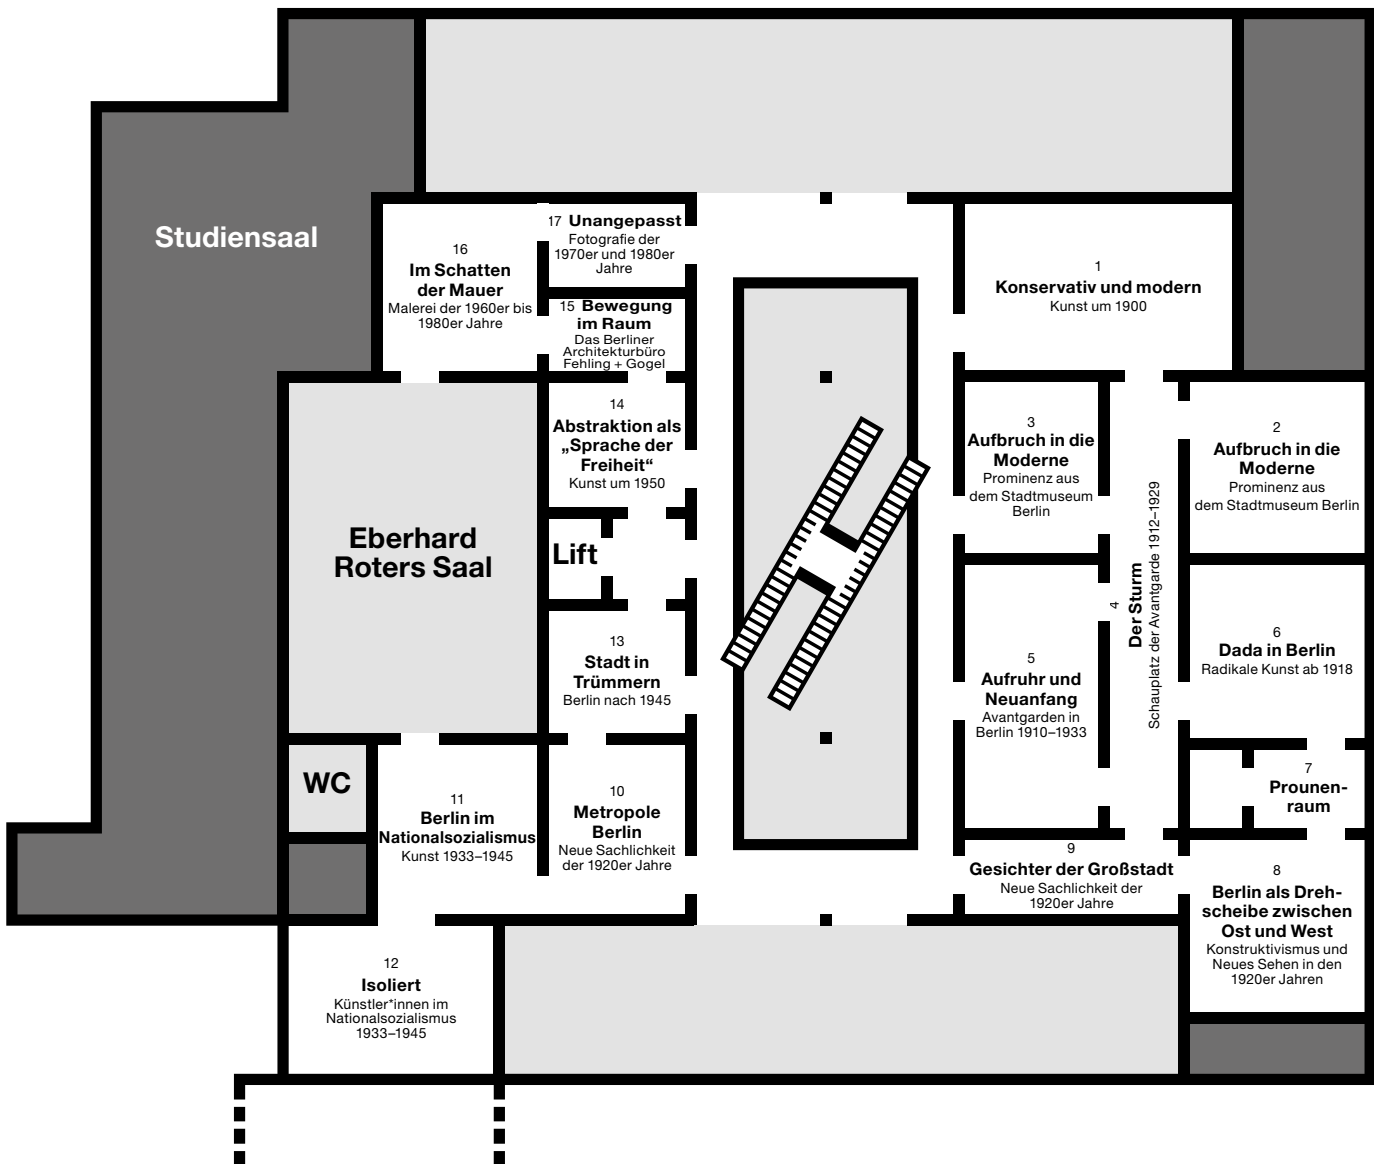 Studiensaal
17 Unangepasst
Fotografie der
1970er und 1980er
Jahre
16
Im Schatten
der Mauer
Malerei der 1960er bis
1980er Jahre
15 Bewegung
im Raum
Das Berliner
Architekturbüro
Fehling + Gogel
1
Konservativ und modern
Kunst um 1900
14
Abstraktion als
„Sprache der
Freiheit“
Kunst um 1950
3
Aufbruch in die
Moderne
Prominenz aus
dem Stadtmuseum
Berlin
2
Aufbruch in die
Moderne
Prominenz aus
dem Stadtmuseum Berlin
Eberhard
Roters Saal
Lift
4
Der Sturm
Schauplatz der Avantgarde 1912–1929
13
Stadt in
Trümmern
Berlin nach 1945
5
Aufruhr und
Neuanfang
Avantgarden in
Berlin 1910–1933
6
Dada in Berlin
Radikale Kunst ab 1918
WC
11
Berlin im
Nationalsozialismus
Kunst 1933–1945
10
Metropole
Berlin
Neue Sachlichkeit
der 1920er Jahre
7
Prounen-
raum
9
Gesichter der Großstadt
Neue Sachlichkeit der
1920er Jahre
8
Berlin als Dreh-
scheibe zwischen
Ost und West
Konstruktivismus und
Neues Sehen in den
1920er Jahren
12
Isoliert
Künstler*innen im
Nationalsozialismus
1933–1945